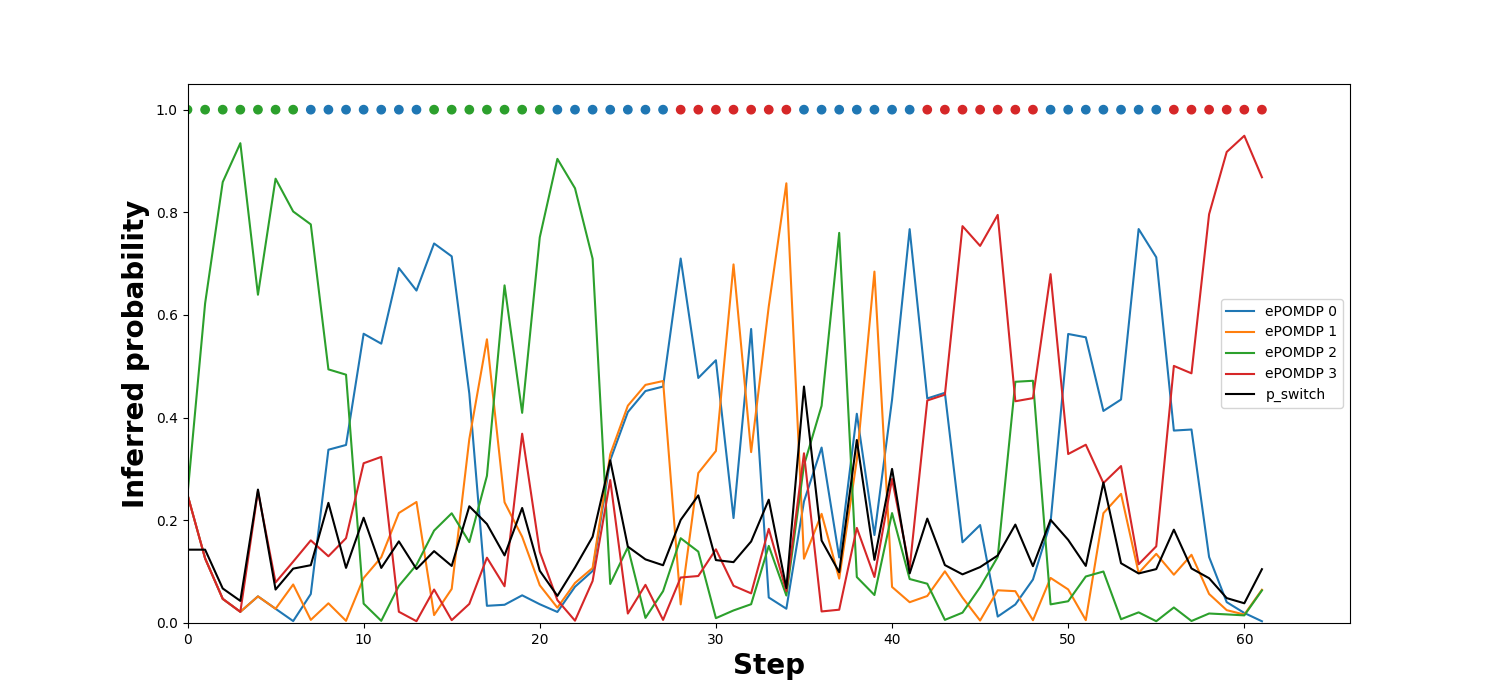 1.0
0.8
0.6
0.4
0.2
0.0
Inferred probability
0 10 20 30 40 50 60
Step
ePOMDP 0
ePOMDP 1
ePOMDP 2
ePOMDP 3
p_switch